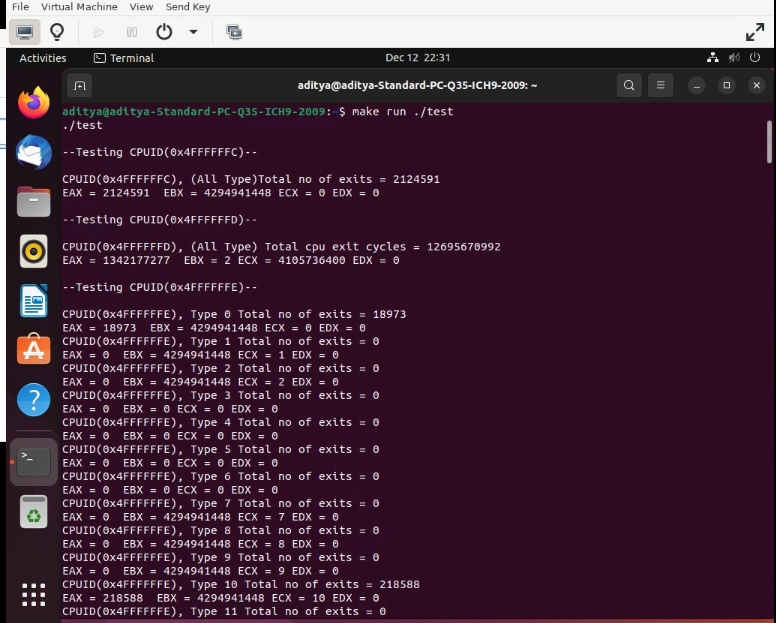 File Virtual Machine View Send Key
Activities Terminal Dec 12 22:31
aditya@aditya-Standard-PC-Q35-ICH9-2009: ~
aditya@aditya-Standard-PC-Q35-ICH9-2009:~$ make run ./test
./test
--Testing CPUID(0x4FFFFFFC)--
CPUID(0x4FFFFFFC), (All Type)Total no of exits = 2124591
EAX = 2124591  EBX = 4294941448 ECX = 0 EDX = 0
--Testing CPUID(0x4FFFFFFD)--
CPUID(0x4FFFFFFD), (All Type) Total cpu exit cycles = 12695670992
EAX = 1342177277  EBX = 2 ECX = 4105736400 EDX = 0
--Testing CPUID(0x4FFFFFFE)--
CPUID(0x4FFFFFFE), Type 0 Total no of exits = 18973
EAX = 18973  EBX = 4294941448 ECX = 0 EDX = 0
CPUID(0x4FFFFFFE), Type 1 Total no of exits = 0
EAX = 0  EBX = 4294941448 ECX = 1 EDX = 0
CPUID(0x4FFFFFFE), Type 2 Total no of exits = 0
EAX = 0  EBX = 4294941448 ECX = 2 EDX = 0
CPUID(0x4FFFFFFE), Type 3 Total no of exits = 0
EAX = 0  EBX = 0 ECX = 0 EDX = 0
CPUID(0x4FFFFFFE), Type 4 Total no of exits = 0
EAX = 0  EBX = 0 ECX = 0 EDX = 0
CPUID(0x4FFFFFFE), Type 5 Total no of exits = 0
EAX = 0  EBX = 0 ECX = 0 EDX = 0
CPUID(0x4FFFFFFE), Type 6 Total no of exits = 0
EAX = 0  EBX = 0 ECX = 0 EDX = 0
CPUID(0x4FFFFFFE), Type 7 Total no of exits = 0
EAX = 0  EBX = 4294941448 ECX = 7 EDX = 0
CPUID(0x4FFFFFFE), Type 8 Total no of exits = 0
EAX = 0  EBX = 4294941448 ECX = 8 EDX = 0
CPUID(0x4FFFFFFE), Type 9 Total no of exits = 0
EAX = 0  EBX = 4294941448 ECX = 9 EDX = 0
CPUID(0x4FFFFFFE), Type 10 Total no of exits = 218588
EAX = 218588  EBX = 4294941448 ECX = 10 EDX = 0
CPUID(0x4FFFFFFE), Type 11 Total no of exits = 0